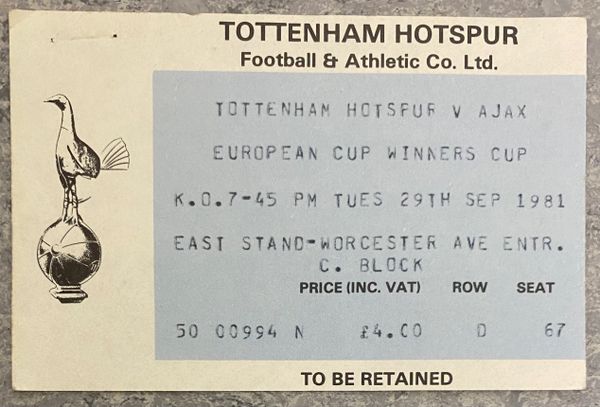 TOTTENHAM HOTSPUR
Football & Athletic Co. Ltd.
TOTTENHAM HOTSPUR V AJAX
EUROPEAN CUP WINNERS CUP
K.O.7-45 PM TUES 29TH SEP 1981
EAST STAND-WORCESTER AVE ENTR.
C. BLOCK
PRICE (INC. VAT) ROW SEAT
50 00994 N £4.00 D 67
TO BE RETAINED